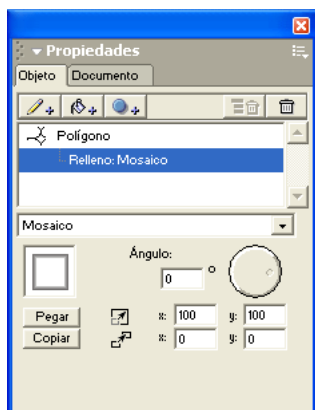 Propiedades
Objeto Documento
Polígono
Relleno: Mosaico
Mosaico
Ángulo:
0 °
Pegar x: 100 y: 100
Copiar x: 0 y: 0